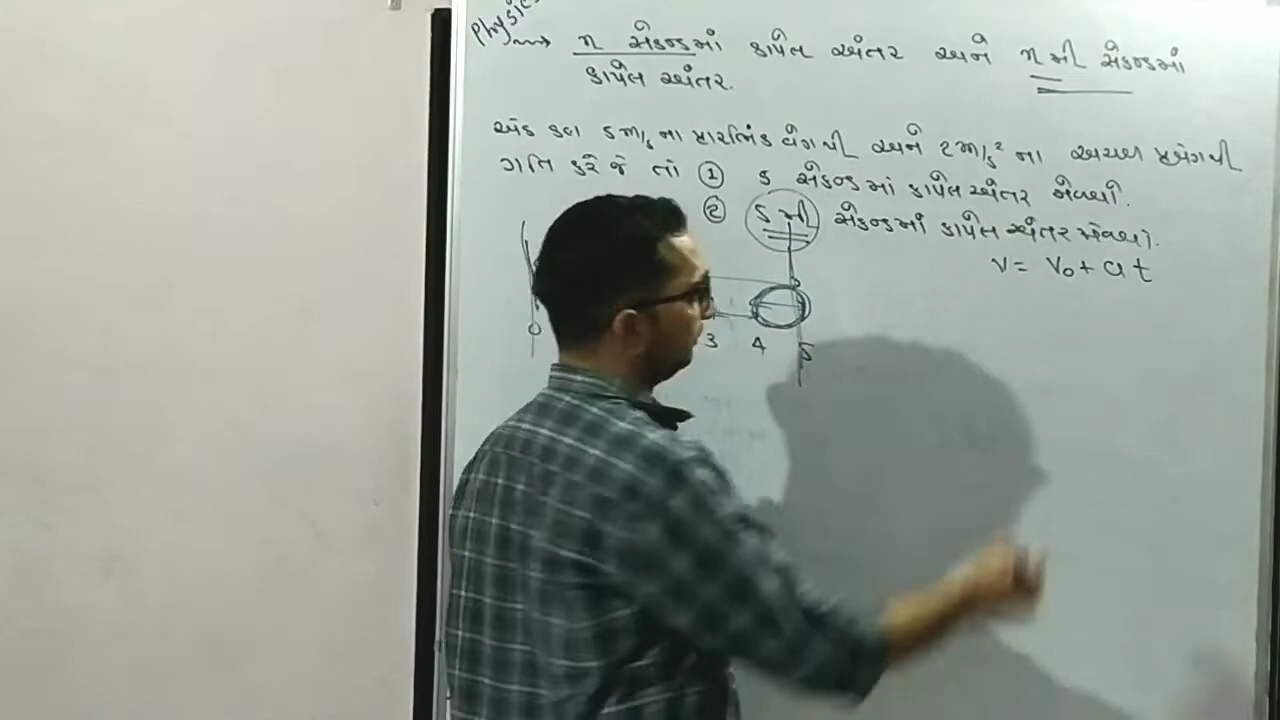 Physics
n સેકન્ડમાં કાપેલ અંતર અને n મી સેકન્ડમાં
કાપેલ અંતર.
એક કણ 5 m/s ના પ્રારંભિક વેગથી અને 2 m/s² ના અચળ પ્રવેગથી
ગતિ કરે છે તો ① 5 સેકન્ડમાં કાપેલ અંતર મેળવો.
② 5 મી સેકન્ડમાં કાપેલ અંતર મેળવો.
v = v₀ + at
0 3 4 5